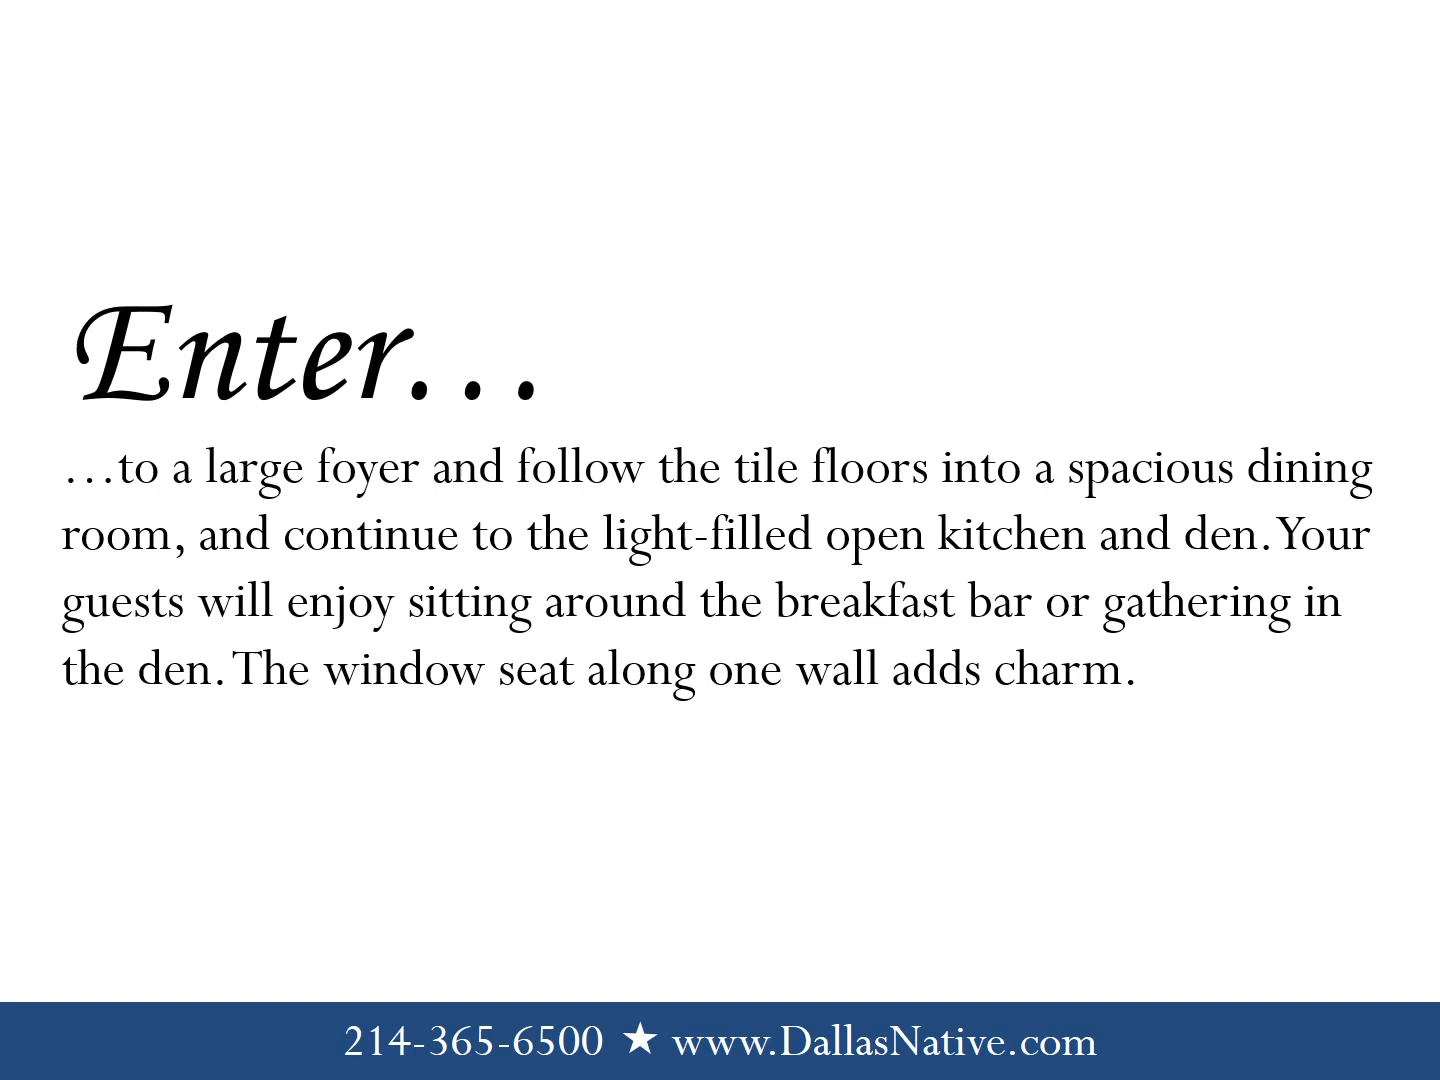 Enter…
…to a large foyer and follow the tile floors into a spacious dining
room, and continue to the light-filled open kitchen and den. Your
guests will enjoy sitting around the breakfast bar or gathering in
the den. The window seat along one wall adds charm.
214-365-6500 ★ www.DallasNative.com